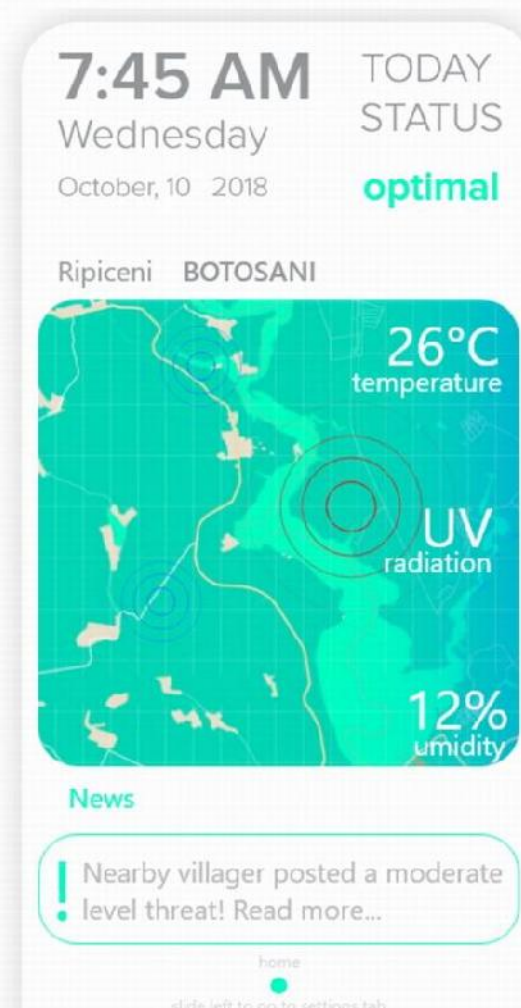 7:45 AM
Wednesday
October, 10 2018
TODAY
STATUS
optimal
Ripiceni BOTOSANI
26°C
temperature
UV
radiation
12%
umidity
News
Nearby villager posted a moderate
! level threat! Read more...
home
slide left to go to settings tab